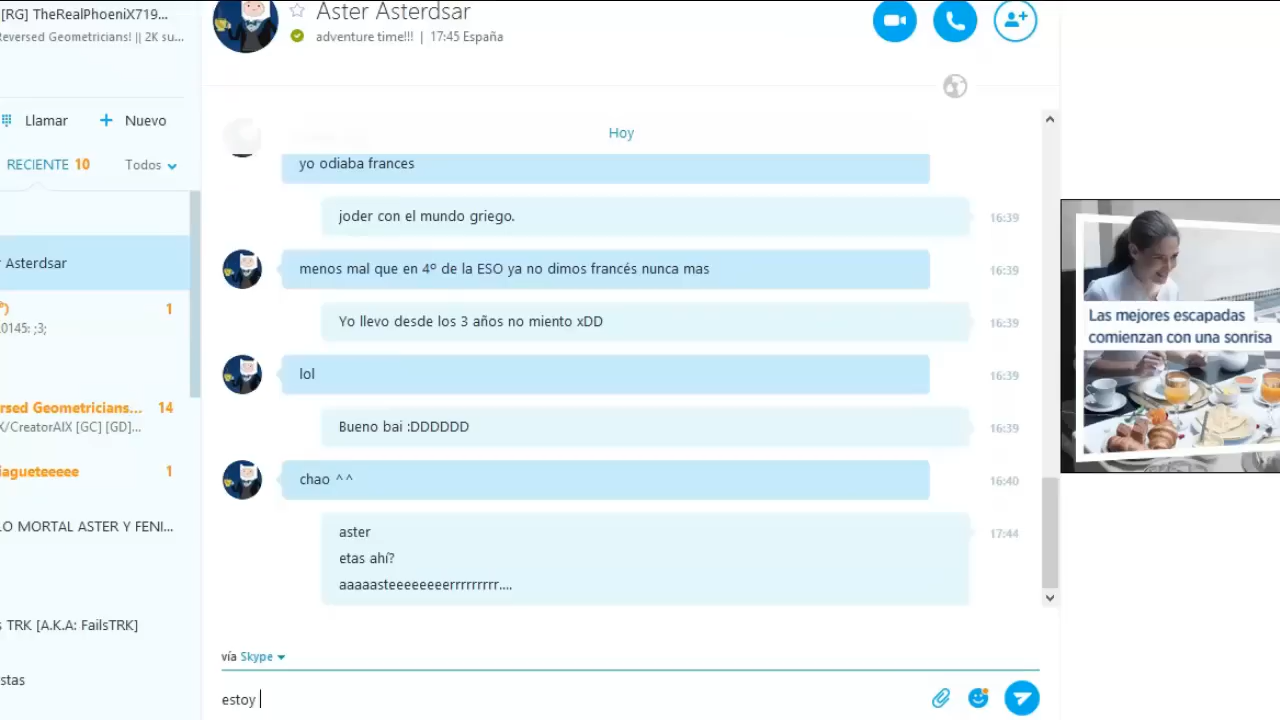 [RG] TheRealPhoeniX719...
Reversed Geometricians! || 2K su...
Llamar
Nuevo
RECIENTE 10
Todos
Asterdsar
º)
1
0145: ;3;
rsed Geometricians...
14
X/CreatorAIX [GC] [GD]...
iagueteeeee
1
LO MORTAL ASTER Y FENI...
s TRK [A.K.A: FailsTRK]
stas
Aster Asterdsar
adventure time!!! | 17:45 España
Hoy
yo odiaba frances
joder con el mundo griego.
16:39
menos mal que en 4º de la ESO ya no dimos francés nunca mas
16:39
Yo llevo desde los 3 años no miento xDD
16:39
lol
16:39
Bueno bai :DDDDDD
16:39
chao ^^
16:40
aster
17:44
etas ahí?
aaaaasteeeeeeeerrrrrrrrr....
vía Skype
estoy
Las mejores escapadas
comienzan con una sonrisa